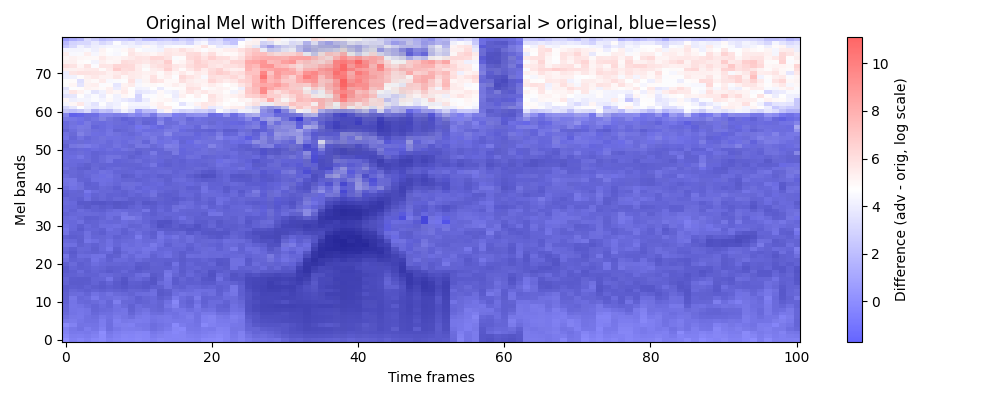 Original Mel with Differences (red=adversarial > original, blue=less)
Mel bands
70
60
50
40
30
20
10
0
0 20 40 60 80 100
Time frames
10
8
6
4
2
0
Difference (adv - orig, log scale)